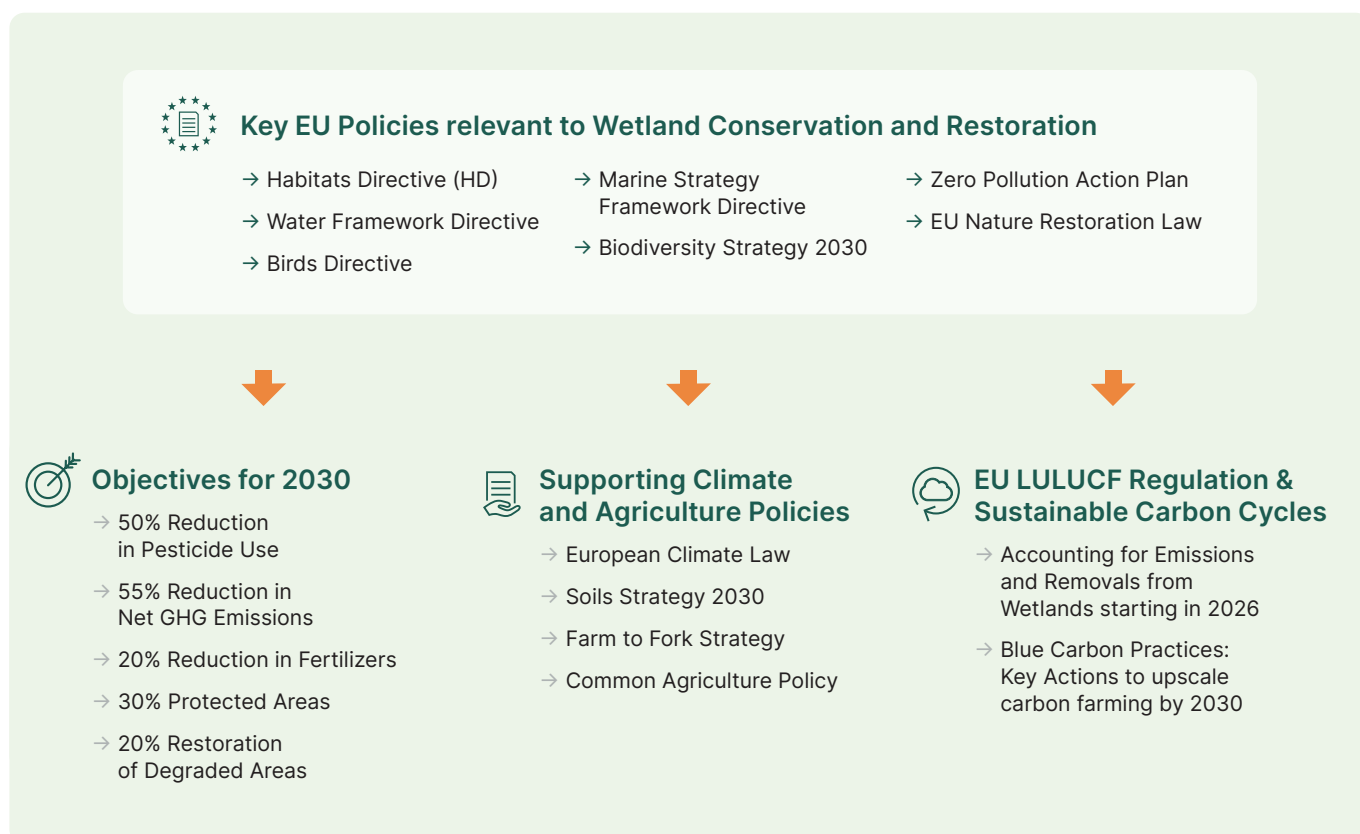 Key EU Policies relevant to Wetland Conservation and Restoration
→ Habitats Directive (HD)
→ Water Framework Directive
→ Birds Directive
→ Marine Strategy
Framework Directive
→ Biodiversity Strategy 2030
→ Zero Pollution Action Plan
→ EU Nature Restoration Law
Objectives for 2030
→ 50% Reduction
in Pesticide Use
→ 55% Reduction in
Net GHG Emissions
→ 20% Reduction in Fertilizers
→ 30% Protected Areas
→ 20% Restoration
of Degraded Areas
Supporting Climate
and Agriculture Policies
→ European Climate Law
→ Soils Strategy 2030
→ Farm to Fork Strategy
→ Common Agriculture Policy
EU LULUCF Regulation &
Sustainable Carbon Cycles
→ Accounting for Emissions
and Removals from
Wetlands starting in 2026
→ Blue Carbon Practices:
Key Actions to upscale
carbon farming by 2030